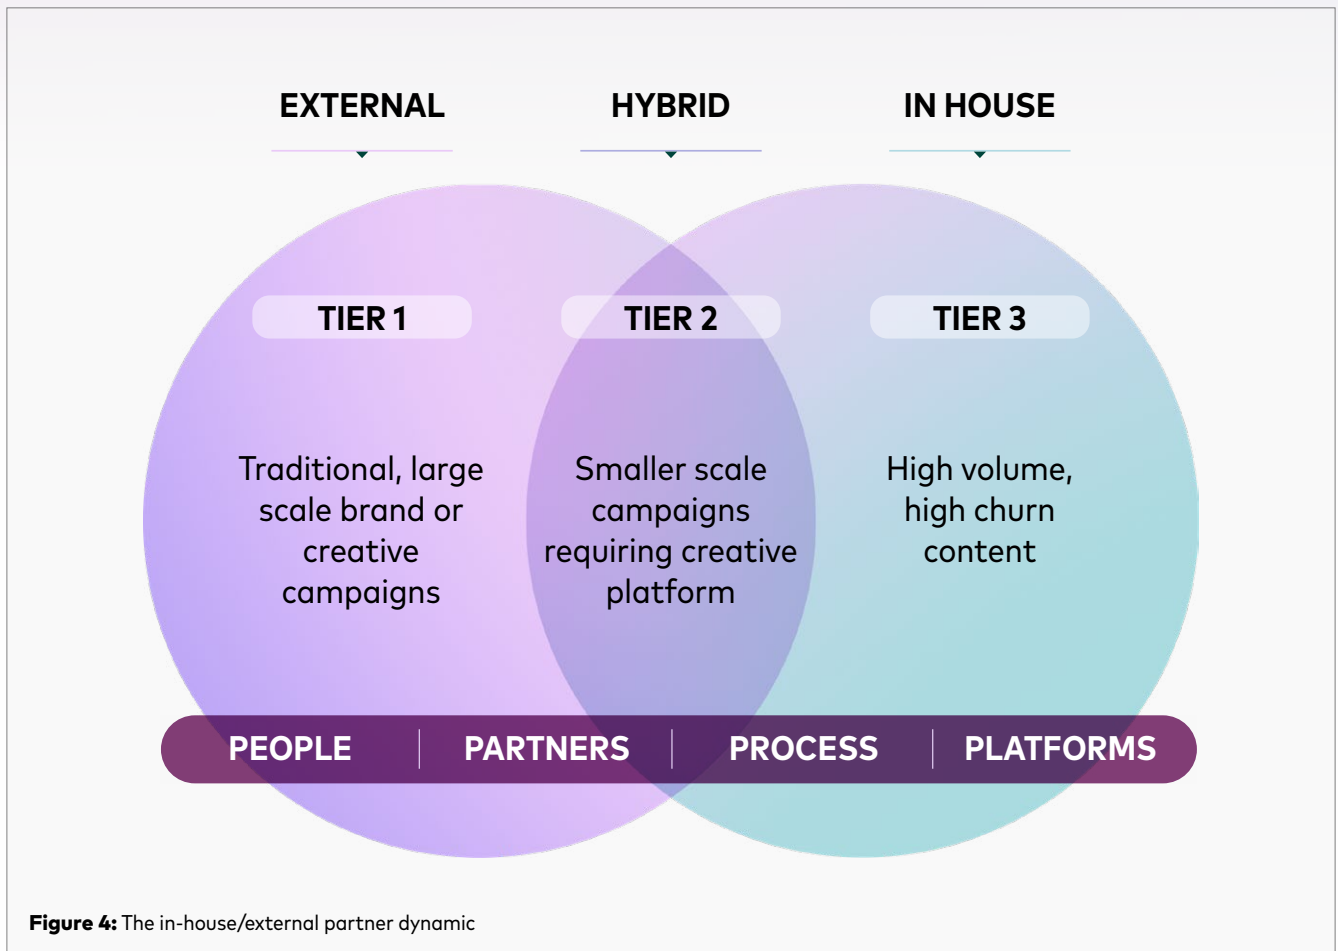 EXTERNAL
HYBRID
IN HOUSE
TIER 1
TIER 2
TIER 3
Traditional, large
scale brand or
creative
campaigns
Smaller scale
campaigns
requiring creative
platform
High volume,
high churn
content
PEOPLE
PARTNERS
PROCESS
PLATFORMS
Figure 4: The in-house/external partner dynamic